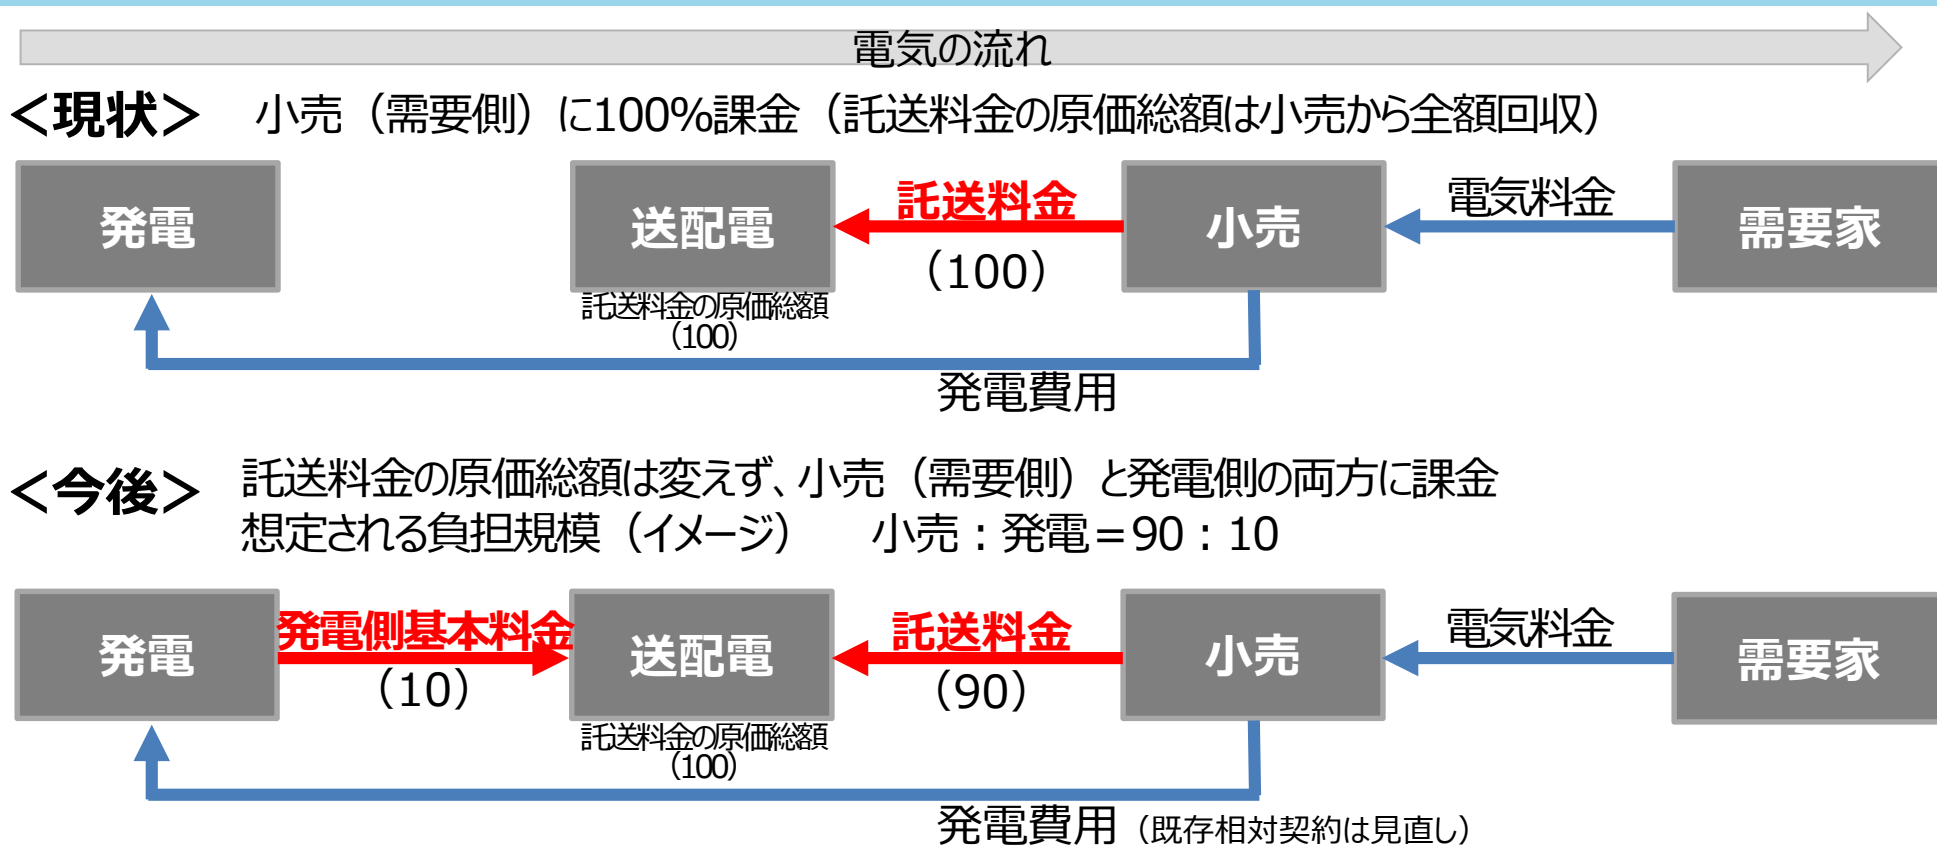 電気の流れ
<現状> 小売（需要側）に100%課金（託送料金の原価総額は小売から全額回収）
発電
送配電
託送料金
(100)
小売
電気料金
需要家
託送料金の原価総額
(100)
発電費用
<今後>
託送料金の原価総額は変えず、小売（需要側）と発電側の両方に課金
想定される負担規模（イメージ） 小売：発電＝90：10
発電
発電側基本料金
(10)
送配電
託送料金
(90)
小売
電気料金
需要家
託送料金の原価総額
(100)
発電費用（既存相対契約は見直し）